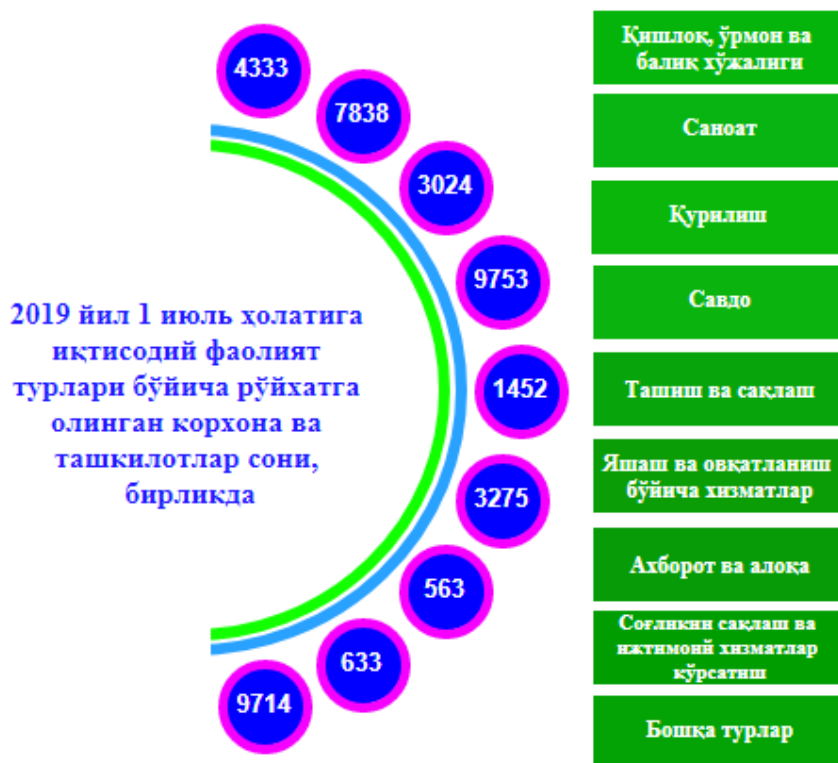 4333
7838
3024
9753
1452
3275
563
633
9714
2019 йил 1 июль ҳолатига
иқтисодий фаолият
турлари бўйича рўйхатга
олинган корхона ва
ташкилотлар сони,
бирликда
Қишлоқ, ўрмон ва
балиқ хўжалиги
Саноат
Қурилиш
Савдо
Ташиш ва сақлаш
Яшаш ва овқатланиш
бўйича хизматлар
Ахборот ва алоқа
Соғлиқни сақлаш ва
ижтимоий хизматлар
кўрсатиш
Бошқа турлар